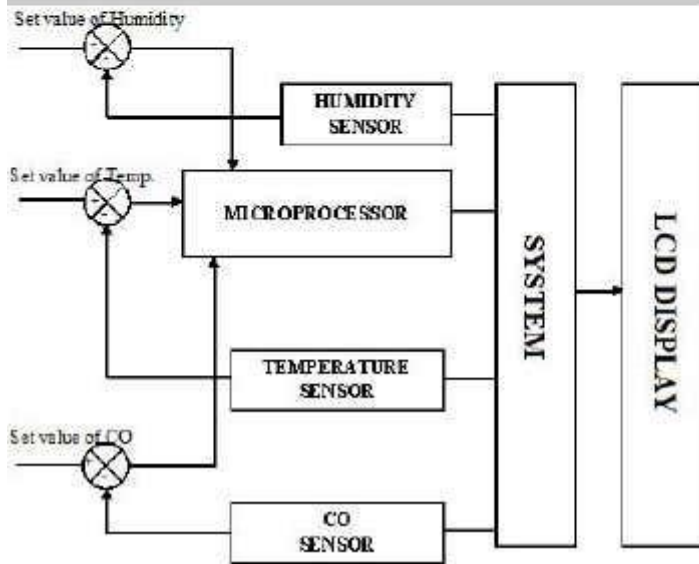 Set value of Humidity
HUMIDITY
SENSOR
Set value of Temp.
MICROPROCESSOR
SYSTEM
LCD DISPLAY
TEMPERATURE
SENSOR
Set value of CO
CO
SENSOR